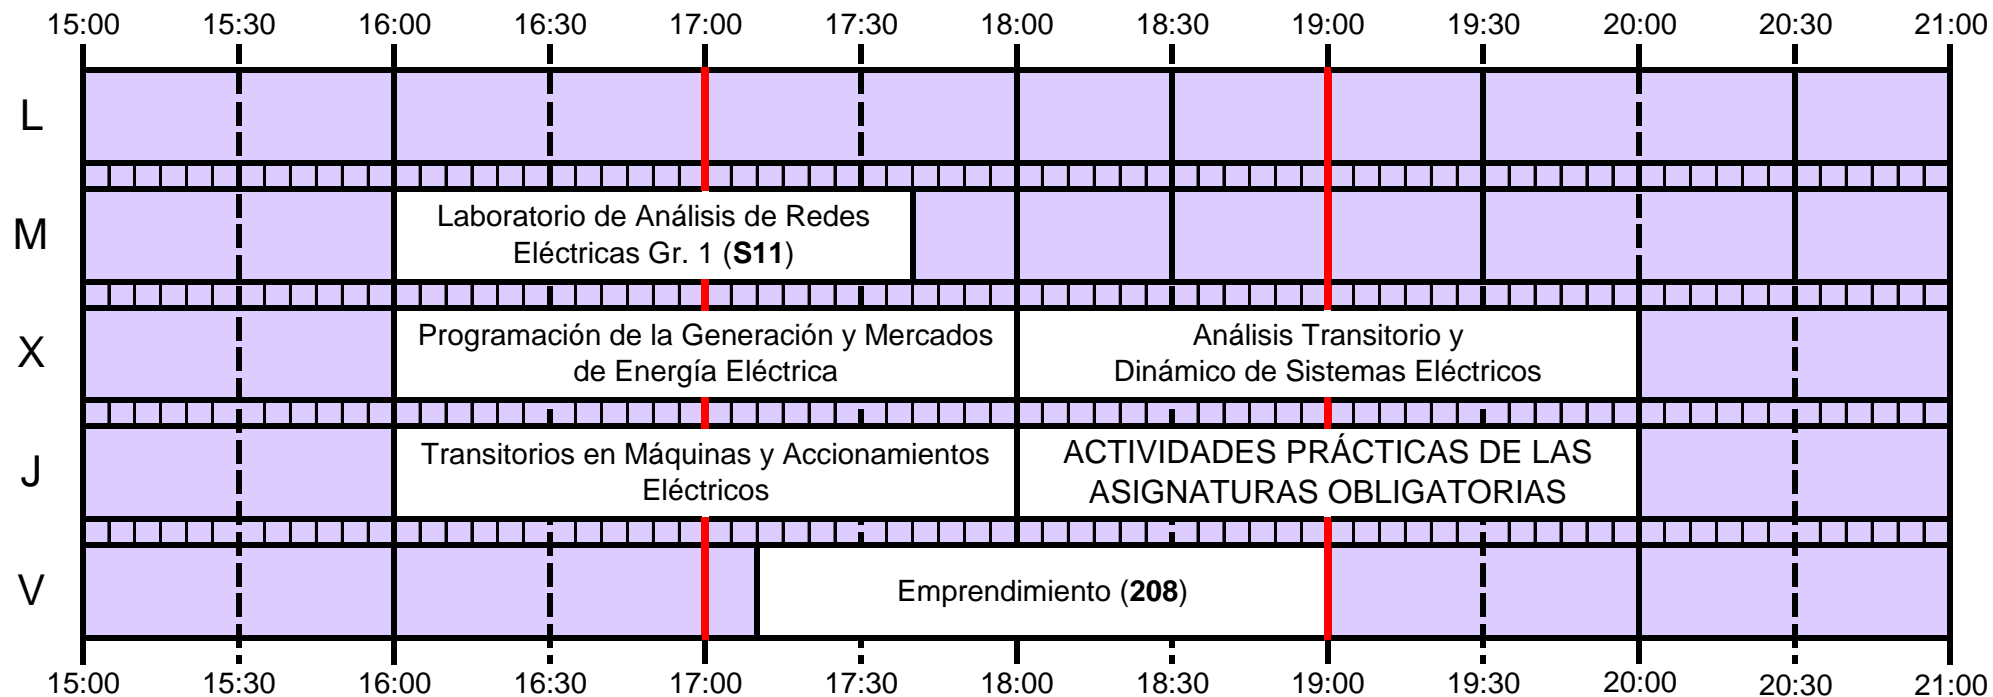 15:00 15:30 16:00 16:30 17:00 17:30 18:00 18:30 19:00 19:30 20:00 20:30 21:00
L
M
Laboratorio de Análisis de Redes
Eléctricas Gr. 1 (S11)
X
Programación de la Generación y Mercados
de Energía Eléctrica
Análisis Transitorio y
Dinámico de Sistemas Eléctricos
J
Transitorios en Máquinas y Accionamientos
Eléctricos
ACTIVIDADES PRÁCTICAS DE LAS
ASIGNATURAS OBLIGATORIAS
V
Emprendimiento (208)
15:00 15:30 16:00 16:30 17:00 17:30 18:00 18:30 19:00 19:30 20:00 20:30 21:00